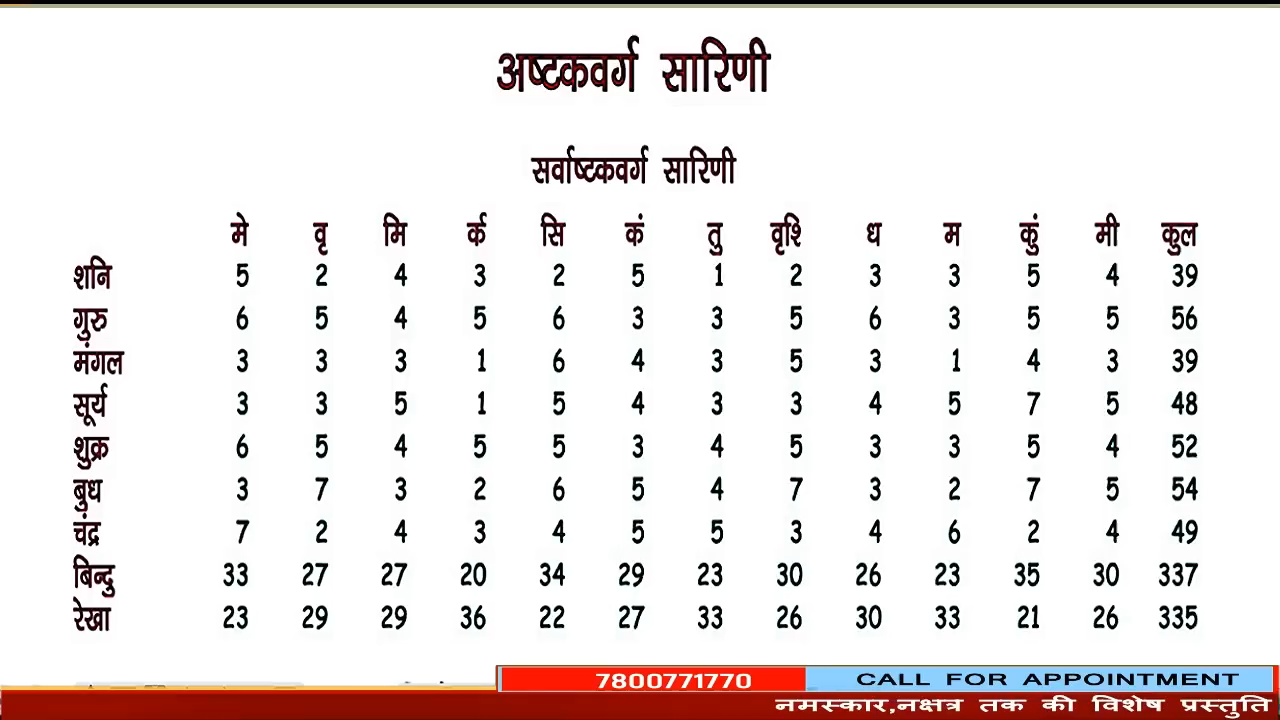 अष्टकवर्ग सारिणी
सर्वाष्टकवर्ग सारिणी
मे वृ मि र्क सि कं तु वृश्चि ध म कुं मी कुल
शनि 5 2 4 3 2 5 1 2 3 3 5 4 39
गुरु 6 5 4 5 6 3 3 5 6 3 5 5 56
मंगल 3 3 3 1 6 4 3 5 3 1 4 3 39
सूर्य 3 3 5 1 5 4 3 3 4 5 7 5 48
शुक्र 6 5 4 5 5 3 4 5 3 3 5 4 52
बुध 3 7 3 2 6 5 4 7 3 2 7 5 54
चंद्र 7 2 4 3 4 5 5 3 4 6 2 4 49
बिन्दु 33 27 27 20 34 29 23 30 26 23 35 30 337
रेखा 23 29 29 36 22 27 33 26 30 33 21 26 335
7800771770 CALL FOR APPOINTMENT
नमस्कार,नक्षत्र तक की विशेष प्रस्तुति